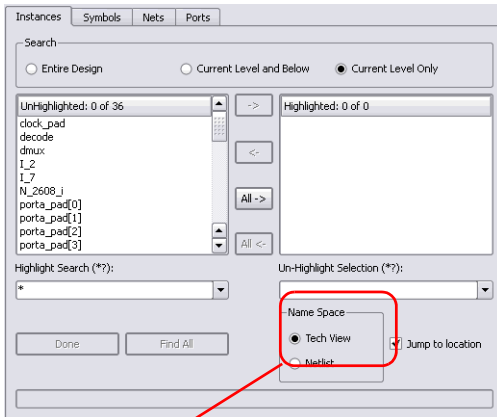 Instances Symbols Nets Ports
Search
Entire Design Current Level and Below Current Level Only
UnHighlighted: 0 of 36
clock_pad
decode
dmux
I_2
I_7
N_2608_i
porta_pad[0]
porta_pad[1]
porta_pad[2]
porta_pad[3]
->
<-
All ->
All <-
Highlighted: 0 of 0
Highlight Search (*?):
*
Un-Highlight Selection (*?):
Name Space
Tech View
Netlist
Jump to location
Done Find All